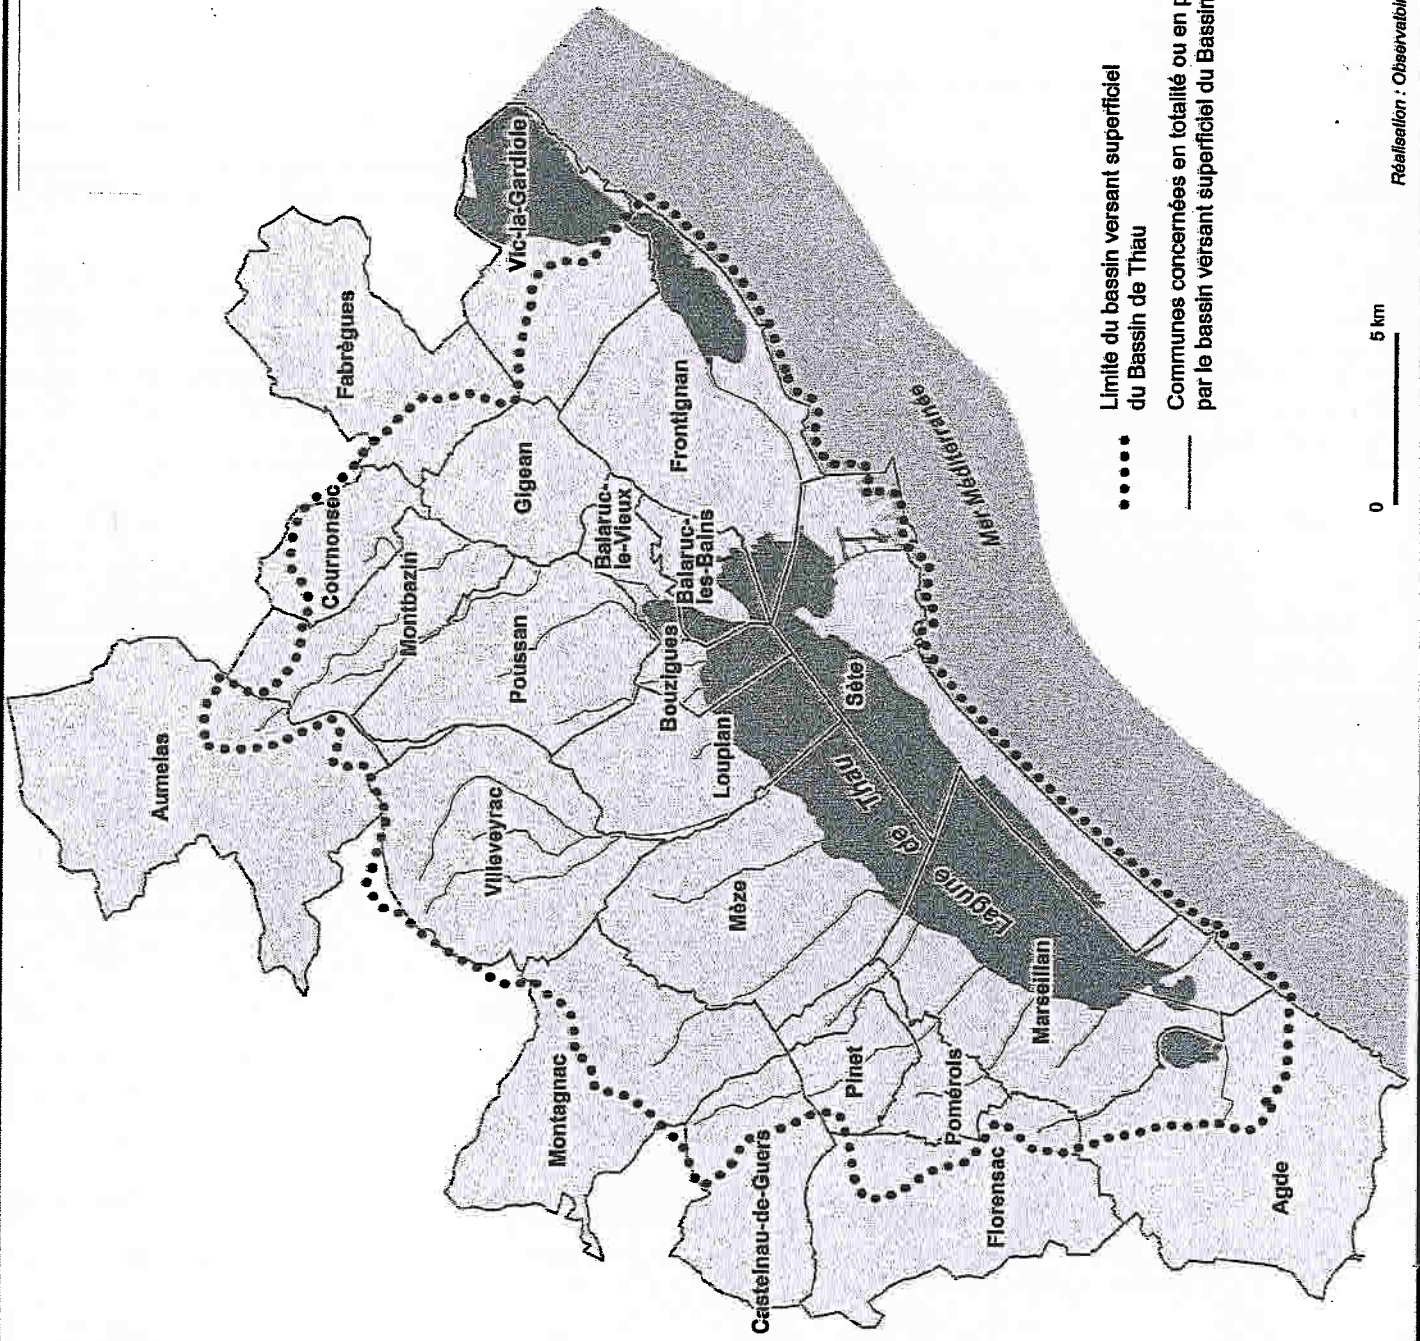 Aumelas
Fabrègues
Cournonsec
Vic-la-Gardiole
Montbazin
Gigean
Villeveyrac
Poussan
Montagnac
Balaruc-
le-Vieux
Frontignan
Bouzigues
Balaruc-
les-Bains
Loupian
Mèze
Castelnau-de-Guers
Sète
Pinet
Lagune de Thau
Pomérols
Mer Méditerranée
Florensac
Marseillan
Agde
Limite du bassin versant superficiel
du Bassin de Thau
Communes concernées en totalité ou en
par le bassin versant superficiel du Bassin
0 5 km
Réalisation :